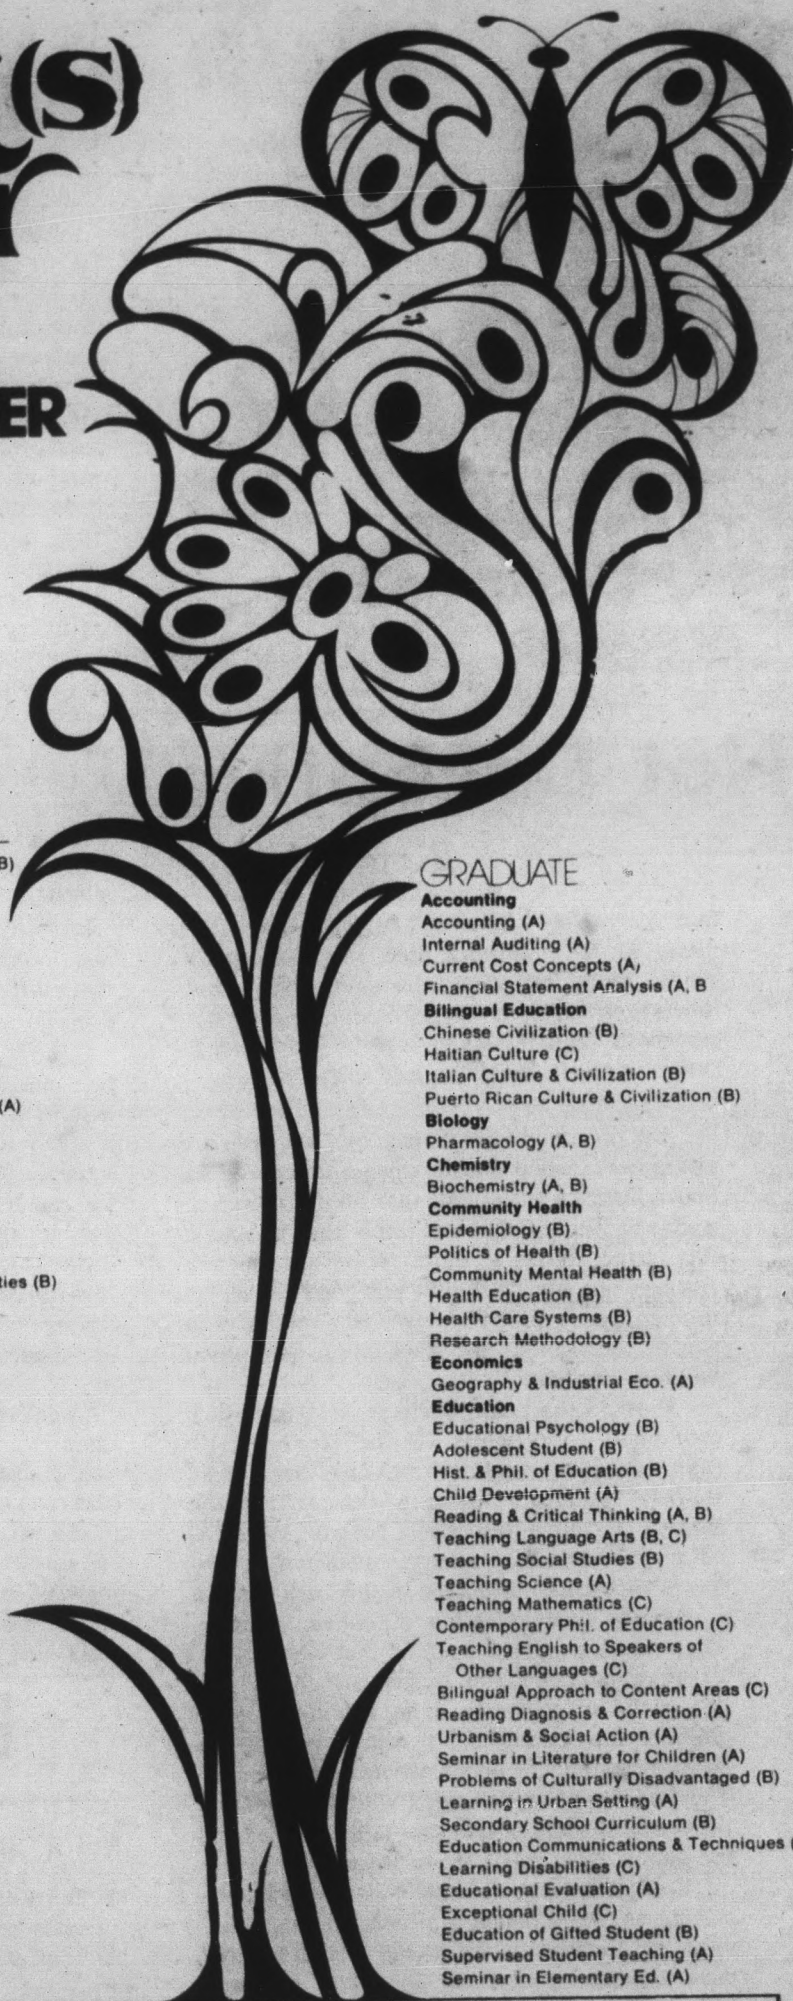 (S)
ER
B)
(A)
ties (B)
GRADUATE
Accounting
Accounting (A)
Internal Auditing (A)
Current Cost Concepts (A,
Financial Statement Analysis (A, B
Bilingual Education
Chinese Civilization (B)
Haitian Culture (C)
Italian Culture & Civilization (B)
Puerto Rican Culture & Civilization (B)
Biology
Pharmacology (A, B)
Chemistry
Biochemistry (A, B)
Community Health
Epidemiology (B)
Politics of Health (B)
Community Mental Health (B)
Health Education (B)
Health Care Systems (B)
Research Methodology (B)
Economics
Geography & Industrial Eco. (A)
Education
Educational Psychology (B)
Adolescent Student (B)
Hist. & Phil. of Education (B)
Child Development (A)
Reading & Critical Thinking (A, B)
Teaching Language Arts (B, C)
Teaching Social Studies (B)
Teaching Science (A)
Teaching Mathematics (C)
Contemporary Phil. of Education (C)
Teaching English to Speakers of
Other Languages (C)
Bilingual Approach to Content Areas (C)
Reading Diagnosis & Correction (A)
Urbanism & Social Action (A)
Seminar in Literature for Children (A)
Problems of Culturally Disadvantaged (B)
Learning in Urban Setting (A)
Secondary School Curriculum (B)
Education Communications & Techniques (
Learning Disabilities (C)
Educational Evaluation (A)
Exceptional Child (C)
Education of Gifted Student (B)
Supervised Student Teaching (A)
Seminar in Elementary Ed. (A)